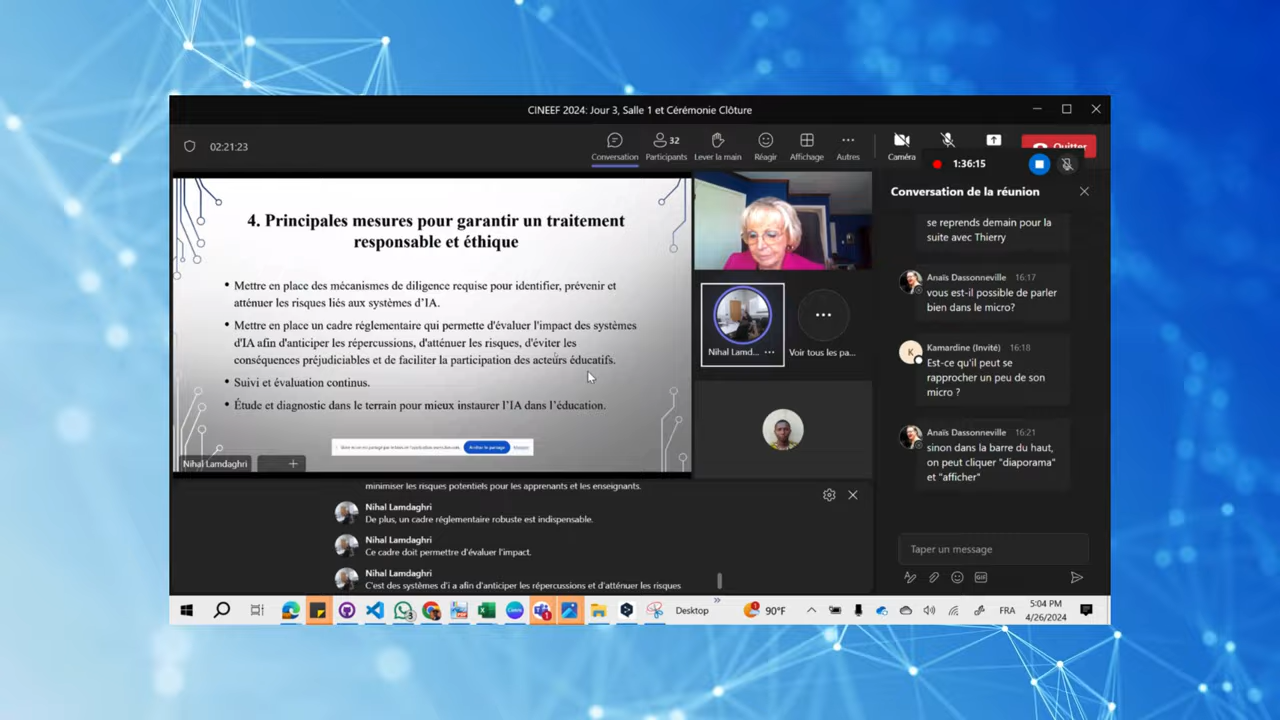 CINEEF 2024: Jour 3, Salle 1 et Cérémonie Clôture
02:21:23
Conversation
32
Participants
Lever la main
Réagir
Affichage
Autres
Caméra
Quitter
1:36:15
4. Principales mesures pour garantir un traitement
responsable et éthique
• Mettre en place des mécanismes de diligence requise pour identifier, prévenir et
atténuer les risques liés aux systèmes d'IA.
• Mettre en place un cadre réglementaire qui permette d'évaluer l'impact des systèmes
d'IA afin d'anticiper les répercussions, d'atténuer les risques, d'éviter les
conséquences préjudiciables et de faciliter la participation des acteurs éducatifs.
• Suivi et évaluation continus.
• Étude et diagnostic dans le terrain pour mieux instaurer l'IA dans l'éducation.
Arrêter le partage
Nihal Lamdaghri
Nihal Lamd...
Voir tous les pa...
minimiser les risques potentiels pour les apprenants et les enseignants.
Nihal Lamdaghri
De plus, un cadre réglementaire robuste est indispensable.
Nihal Lamdaghri
Ce cadre doit permettre d'évaluer l'impact.
Nihal Lamdaghri
C'est des systèmes d'i a afin d'anticiper les répercussions et d'atténuer les risques
Conversation de la réunion
se reprends demain pour la
suite avec Thierry
Anaïs Dassonneville 16:17
vous est-il possible de parler
bien dans le micro?
K
Kamardine (Invité) 16:18
Est-ce qu'il peut se
rapprocher un peu de son
micro ?
Anaïs Dassonneville 16:21
sinon dans la barre du haut,
on peut cliquer "diaporama"
et "afficher"
Taper un message
GIF
Desktop
90°F
FRA
5:04 PM
4/26/2024